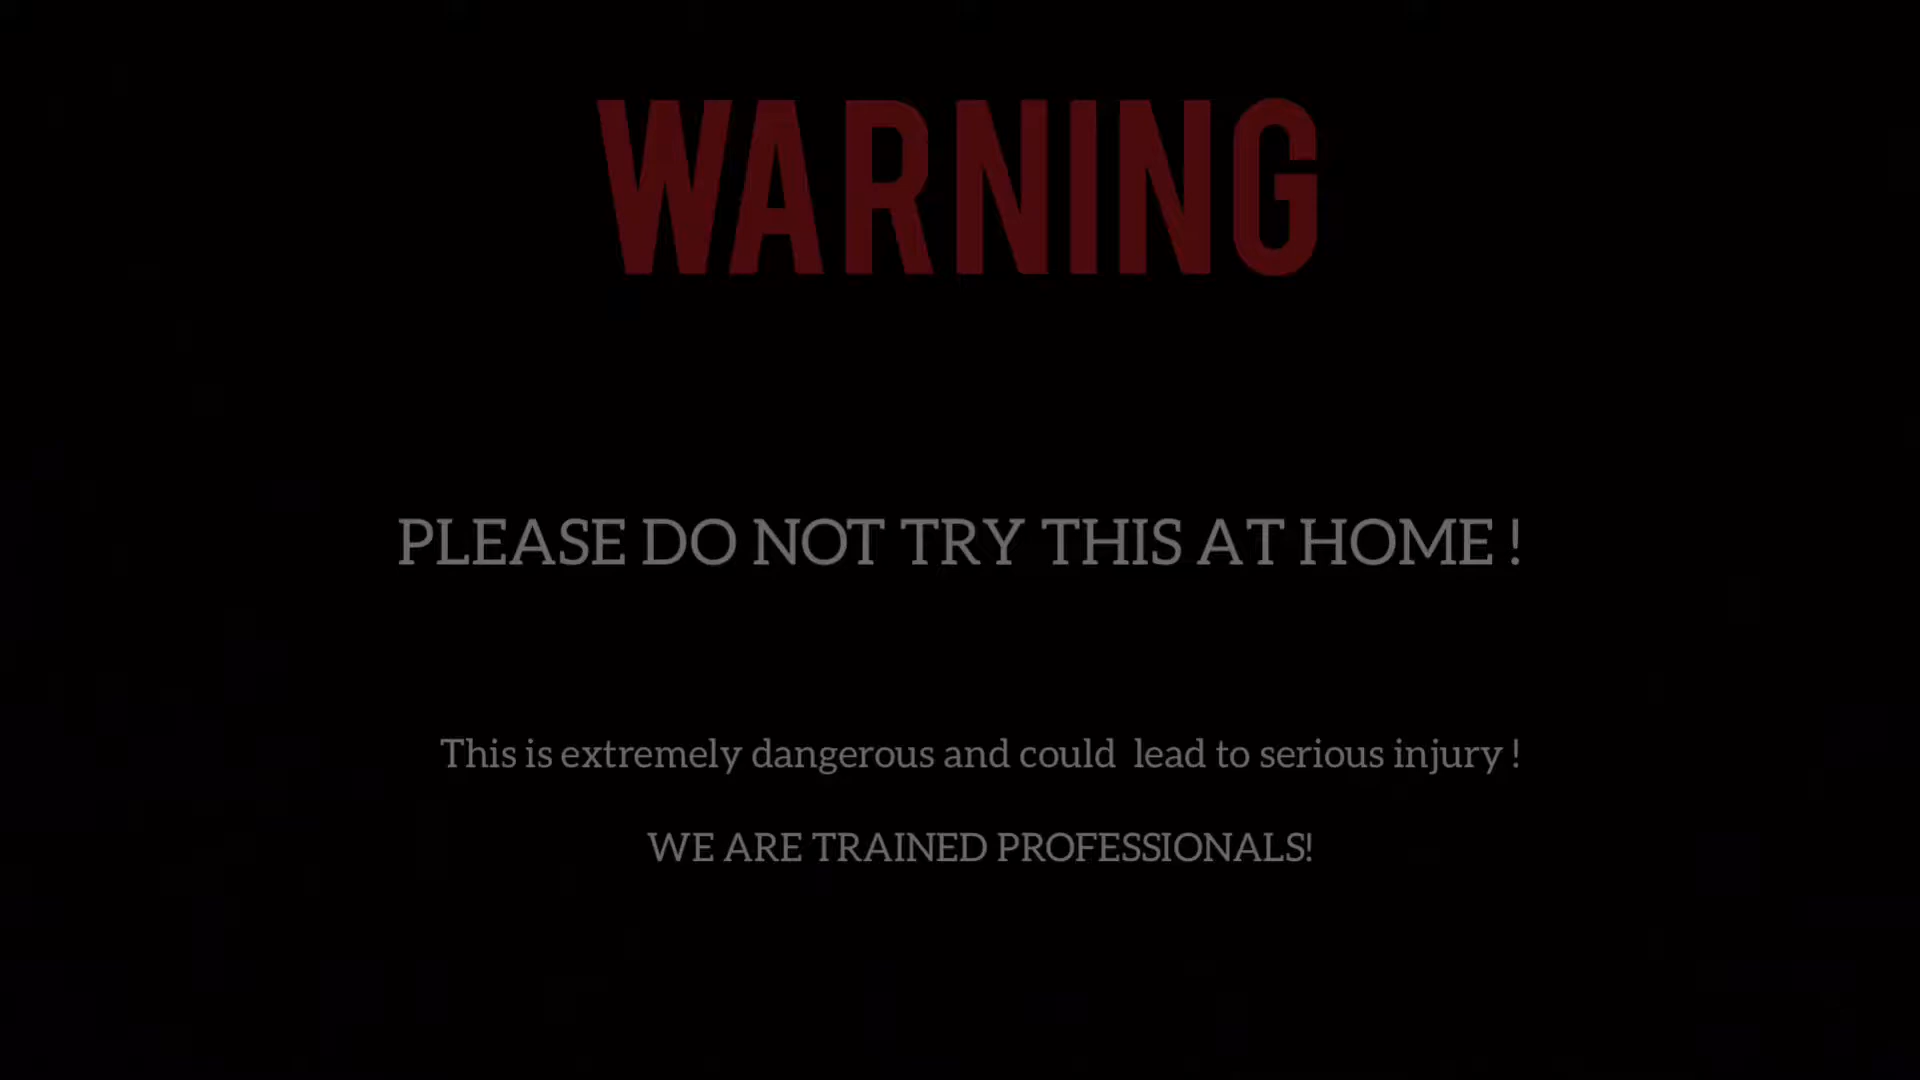 WARNING
PLEASE DO NOT TRY THIS AT HOME !
This is extremely dangerous and could lead to serious injury !
WE ARE TRAINED PROFESSIONALS!